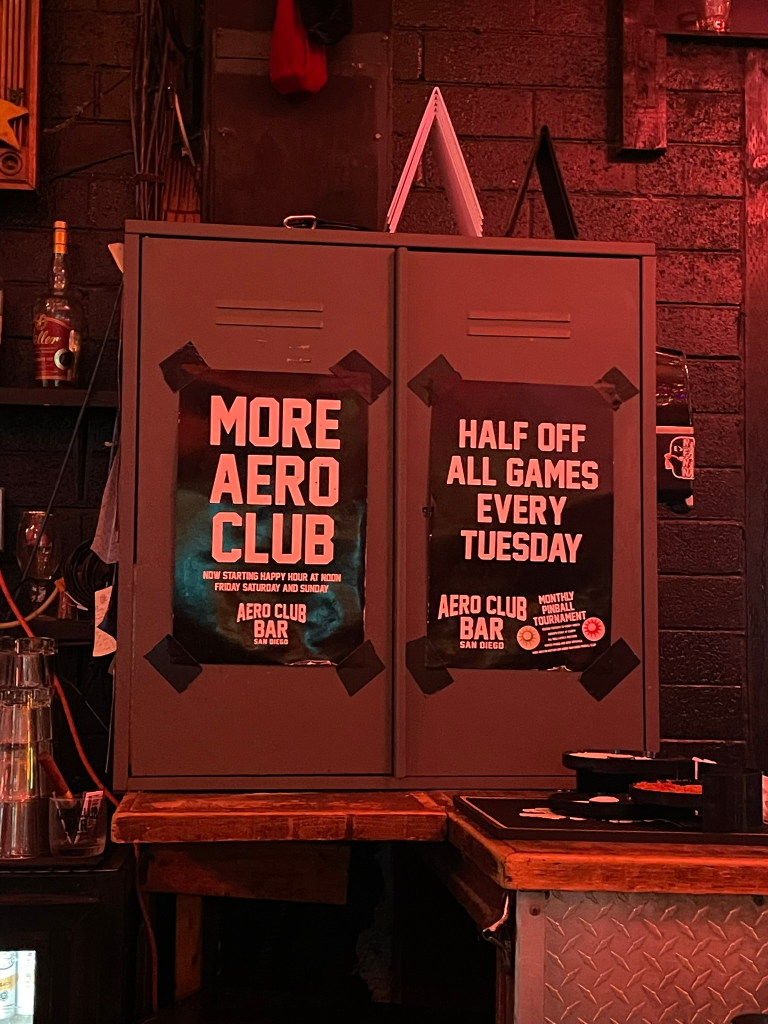 MORE
AERO
CLUB
NOW STARTING HAPPY HOUR AT NOON
FRIDAY SATURDAY AND SUNDAY
AERO CLUB
BAR
SAN DIEGO
HALF OFF
ALL GAMES
EVERY
TUESDAY
AERO CLUB
BAR
SAN DIEGO
MONTHLY
PINBALL
TOURNAMENT